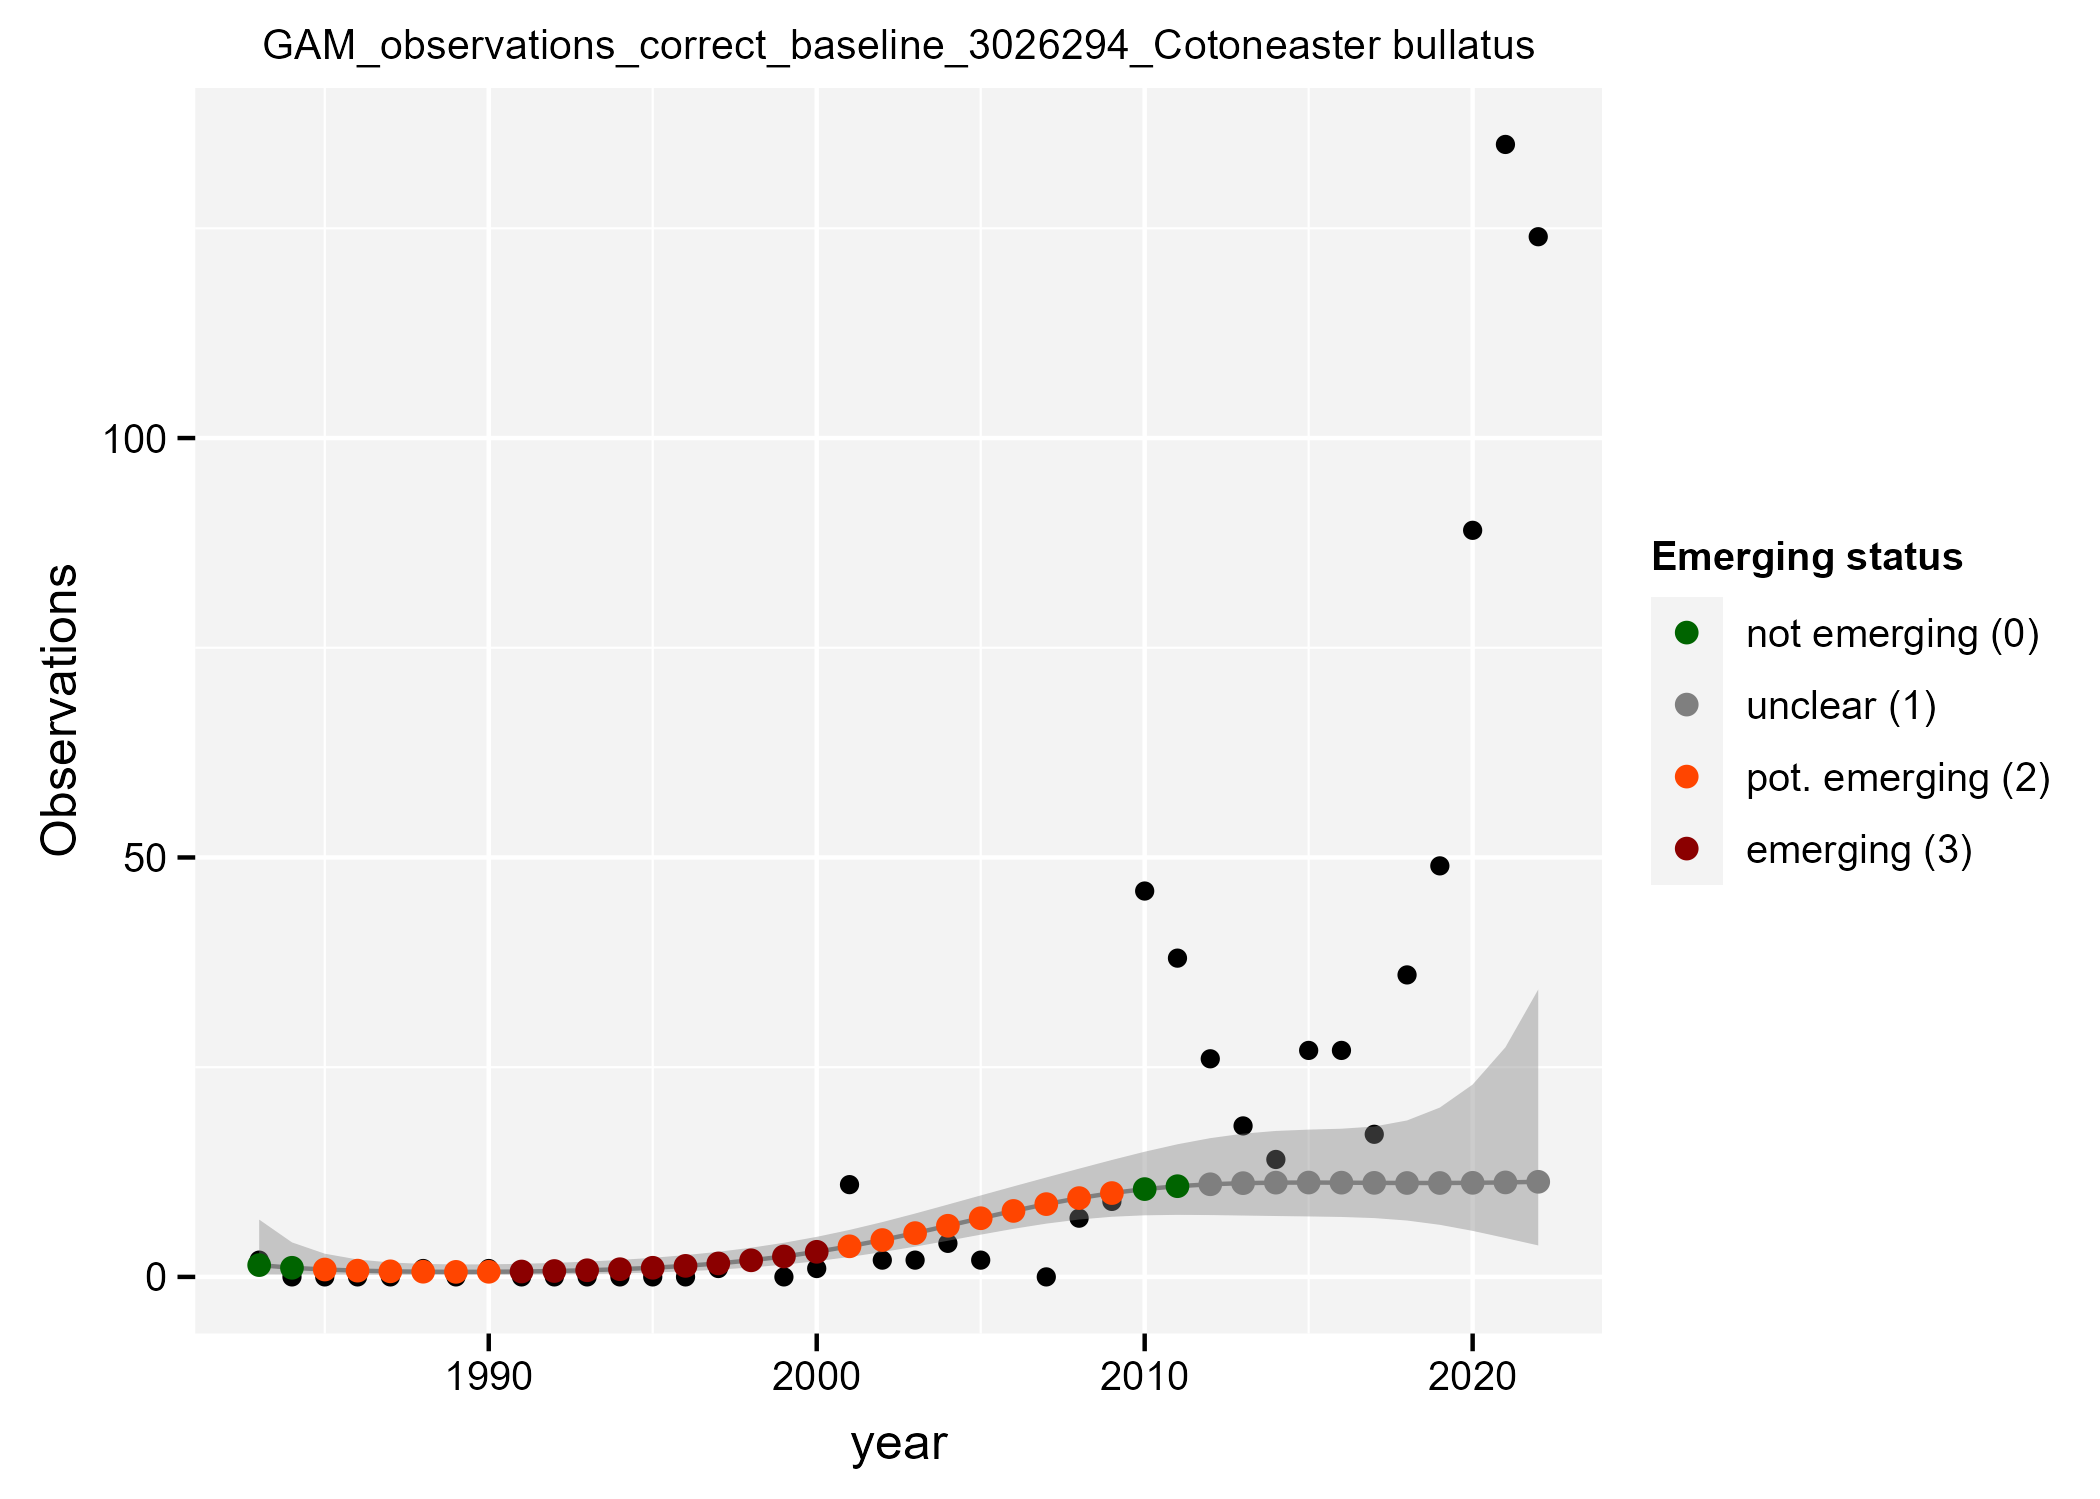 GAM_observations_correct_baseline_3026294_Cotoneaster bullatus
Observations
100
50
0
1990
2000
2010
2020
year
Emerging status
not emerging (0)
unclear (1)
pot. emerging (2)
emerging (3)